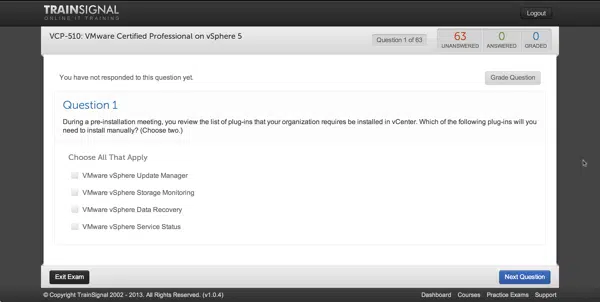 TRAINSIGNAL
ONLINE IT TRAINING
Logout
VCP-510: VMware Certified Professional on vSphere 5
Question 1 of 63
63 UNANSWERED
0 ANSWERED
0 GRADED
You have not responded to this question yet.
Grade Question
Question 1
During a pre-installation meeting, you review the list of plug-ins that your organization requires be installed in vCenter. Which of the following plug-ins will you
need to install manually? (Choose two.)
Choose All That Apply
VMware vSphere Update Manager
VMware vSphere Storage Monitoring
VMware vSphere Data Recovery
VMware vSphere Service Status
Exit Exam
Next Question
© Copyright TrainSignal 2002 - 2013. All Rights Reserved. (v1.0.4)
Dashboard Courses Practice Exams Support